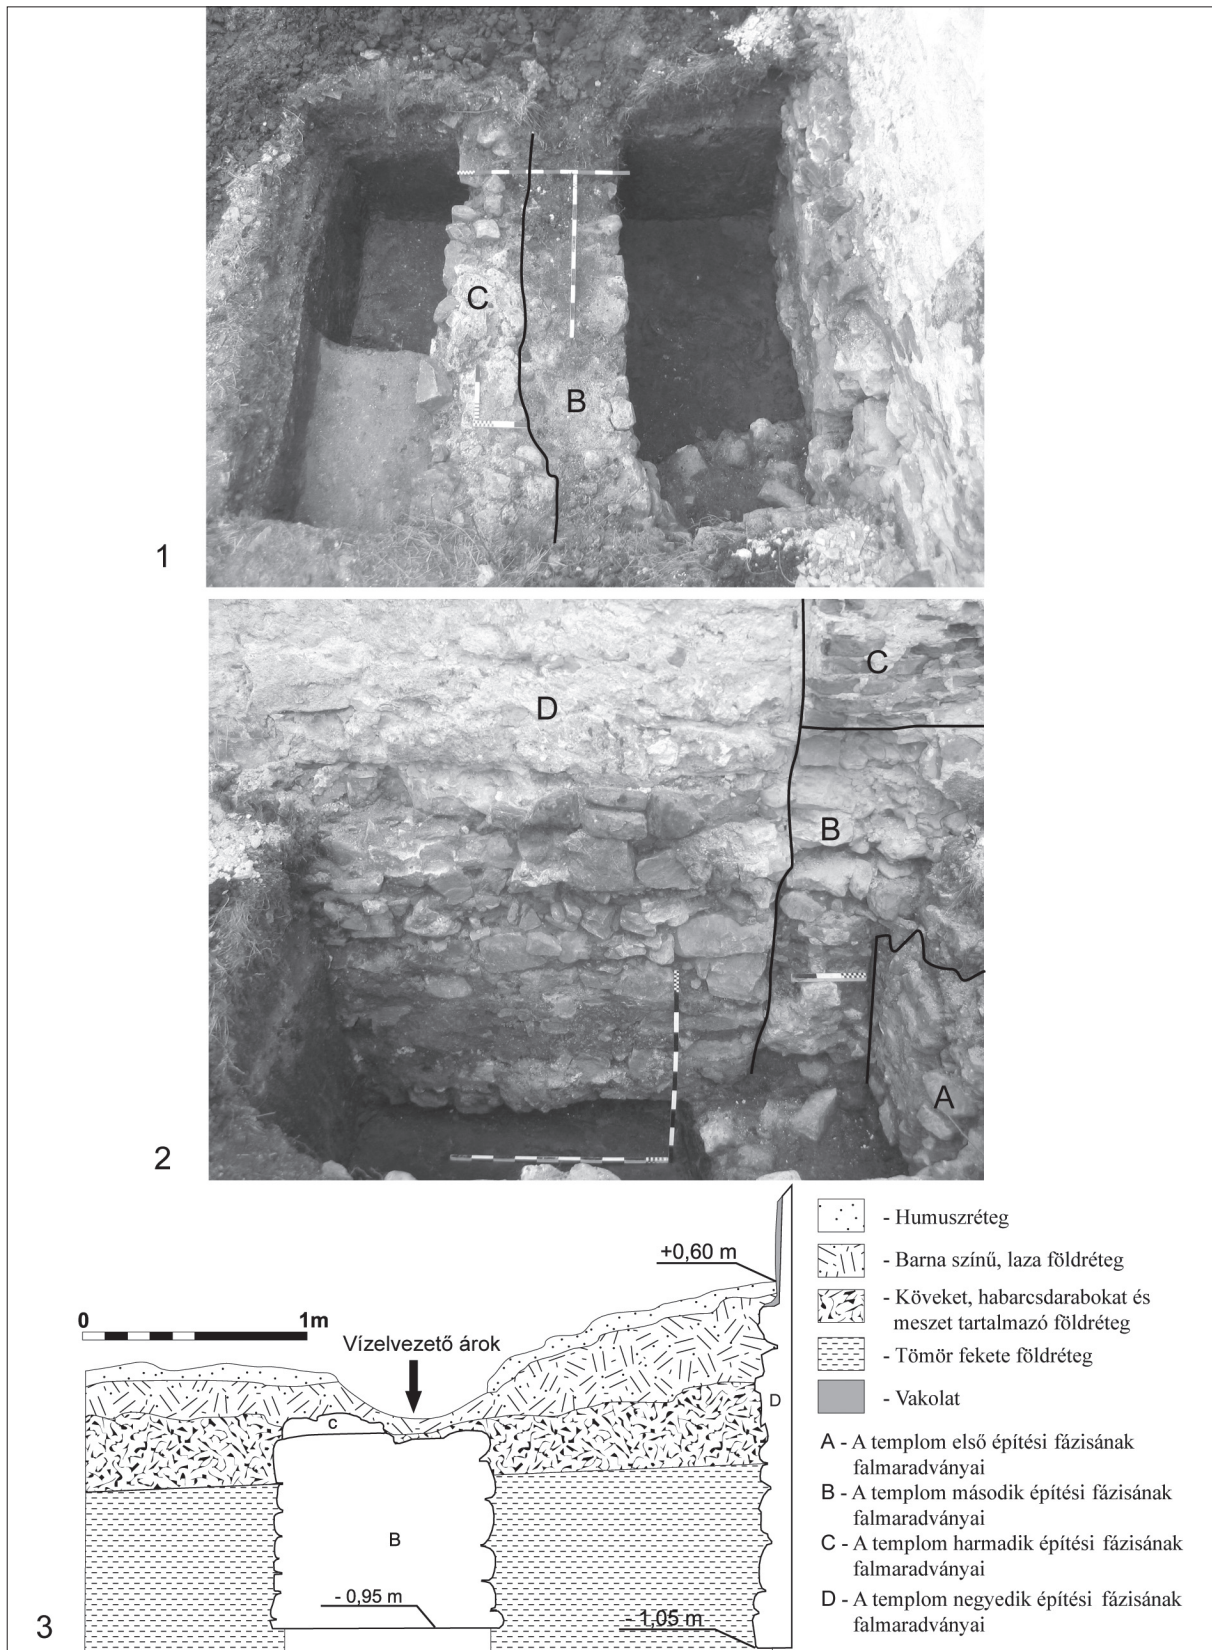 C
B
1
D
C
B
A
2
+0,60 m
0 1m
Vízelvezető árok
C
D
B
- 0,95 m
- 1,05 m
3
- Humuszréteg
- Barna színű, laza földréteg
- Köveket, habarcsdarabokat és
meszet tartalmazó földréteg
- Tömör fekete földréteg
- Vakolat
A - A templom első építési fázisának
falmaradványai
B - A templom második építési fázisának
falmaradványai
C - A templom harmadik építési fázisának
falmaradványai
D - A templom negyedik építési fázisának
falmaradványai